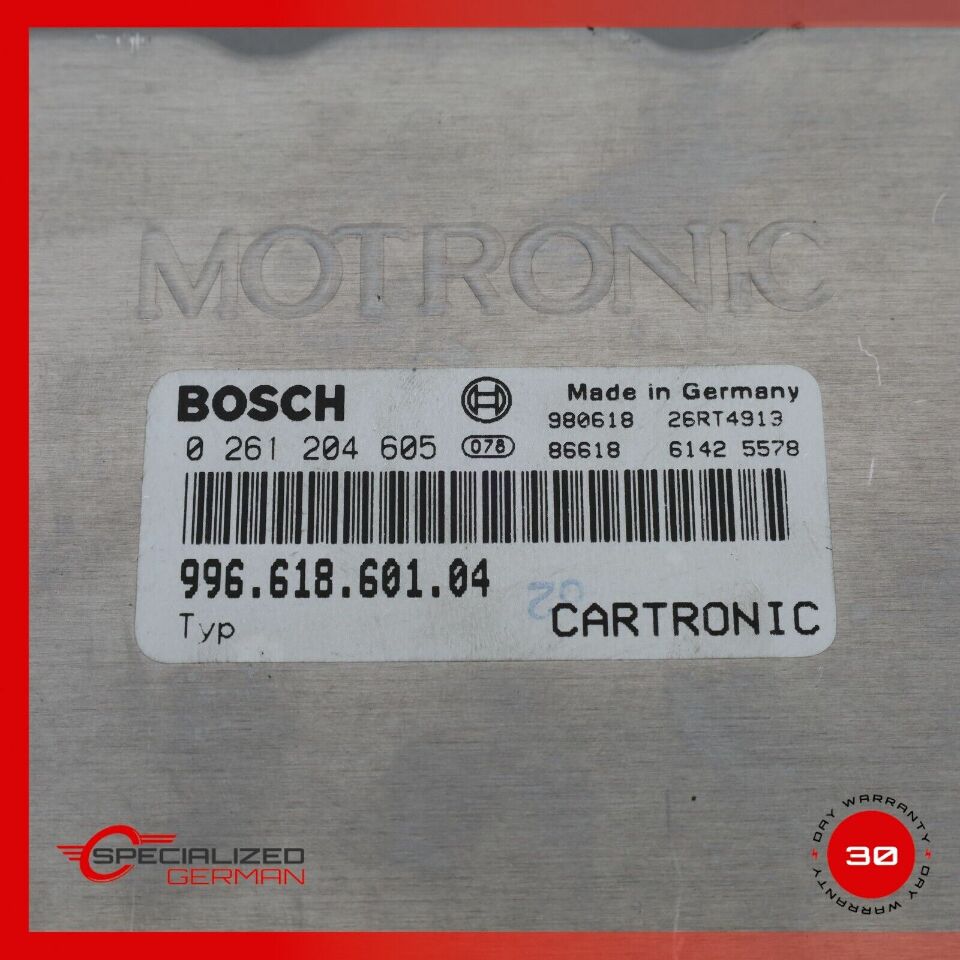 MOTRONIC
BOSCH
Made in Germany
980618 26RT4913
0 261 204 605 078
86618 6142 5578
996.618.601.04
02
Typ
CARTRONIC
SPECIALIZED
GERMAN
DAY WARRANTY
30
DAY WARRANTY